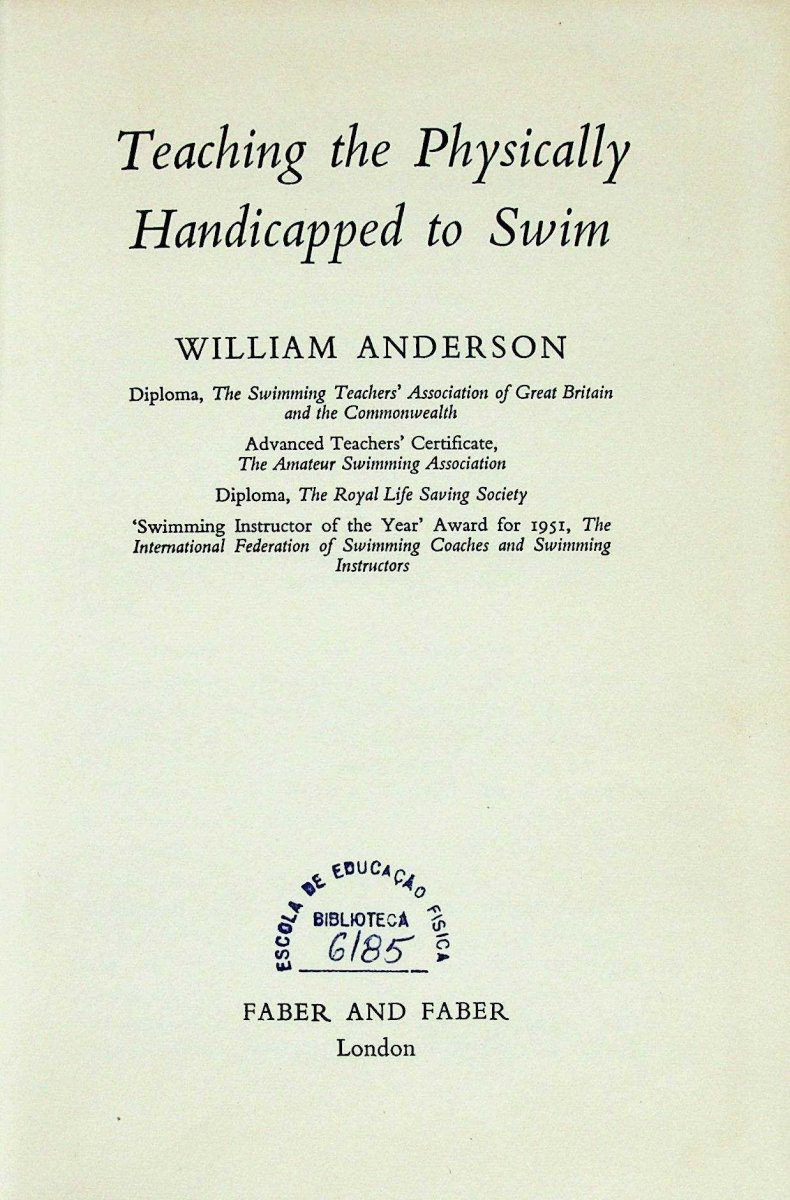 Teaching the Physically
Handicapped to Swim
WILLIAM ANDERSON
Diploma, The Swimming Teachers' Association of Great Britain
and the Commonwealth
Advanced Teachers' Certificate,
The Amateur Swimming Association
Diploma, The Royal Life Saving Society
'Swimming Instructor of the Year' Award for 1951, The
International Federation of Swimming Coaches and Swimming
Instructors
ESCOLA DE EDUCAÇÃO FISICA
BIBLIOTECA
6185
FABER AND FABER
London